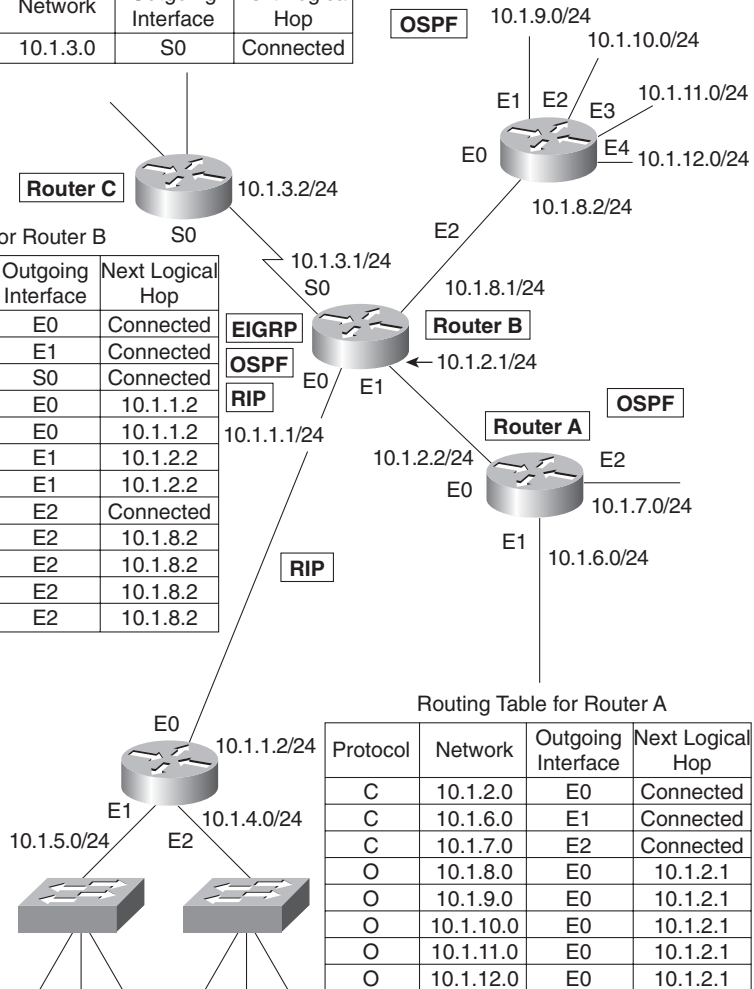 Network Hop
Interface
10.1.3.0 S0 Connected
OSPF
10.1.9.0/24
10.1.10.0/24
10.1.11.0/24
E1 E2 E3
E0 E4 10.1.12.0/24
10.1.8.2/24
Router C
10.1.3.2/24
S0
E2
10.1.3.1/24
S0
10.1.8.1/24
Router B
10.1.2.1/24
EIGRP
OSPF
RIP
E0 E1
10.1.1.1/24
or Router B
Outgoing Next Logical
Interface Hop
E0 Connected
E1 Connected
S0 Connected
E0 10.1.1.2
E0 10.1.1.2
E1 10.1.2.2
E1 10.1.2.2
E2 Connected
E2 10.1.8.2
E2 10.1.8.2
E2 10.1.8.2
E2 10.1.8.2
OSPF
Router A
10.1.2.2/24
E2
E0
10.1.7.0/24
E1
10.1.6.0/24
RIP
E0
10.1.1.2/24
E1
10.1.4.0/24
10.1.5.0/24
E2
Routing Table for Router A
Protocol Network Outgoing Next Logical
Interface Hop
C 10.1.2.0 E0 Connected
C 10.1.6.0 E1 Connected
C 10.1.7.0 E2 Connected
O 10.1.8.0 E0 10.1.2.1
O 10.1.9.0 E0 10.1.2.1
O 10.1.10.0 E0 10.1.2.1
O 10.1.11.0 E0 10.1.2.1
O 10.1.12.0 E0 10.1.2.1